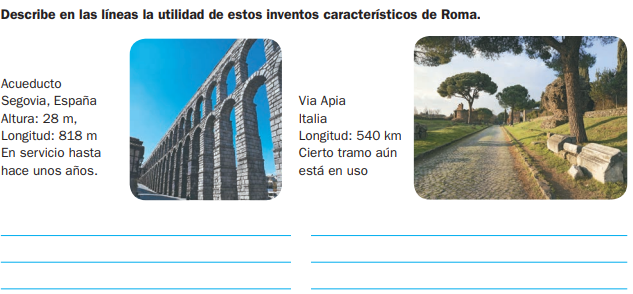 Describe en las líneas la utilidad de estos inventos característicos de Roma.
Acueducto
Segovia, España
Altura: 28 m,
Longitud: 818 m
En servicio hasta
hace unos años.
Via Apia
Italia
Longitud: 540 km
Cierto tramo aún
está en uso